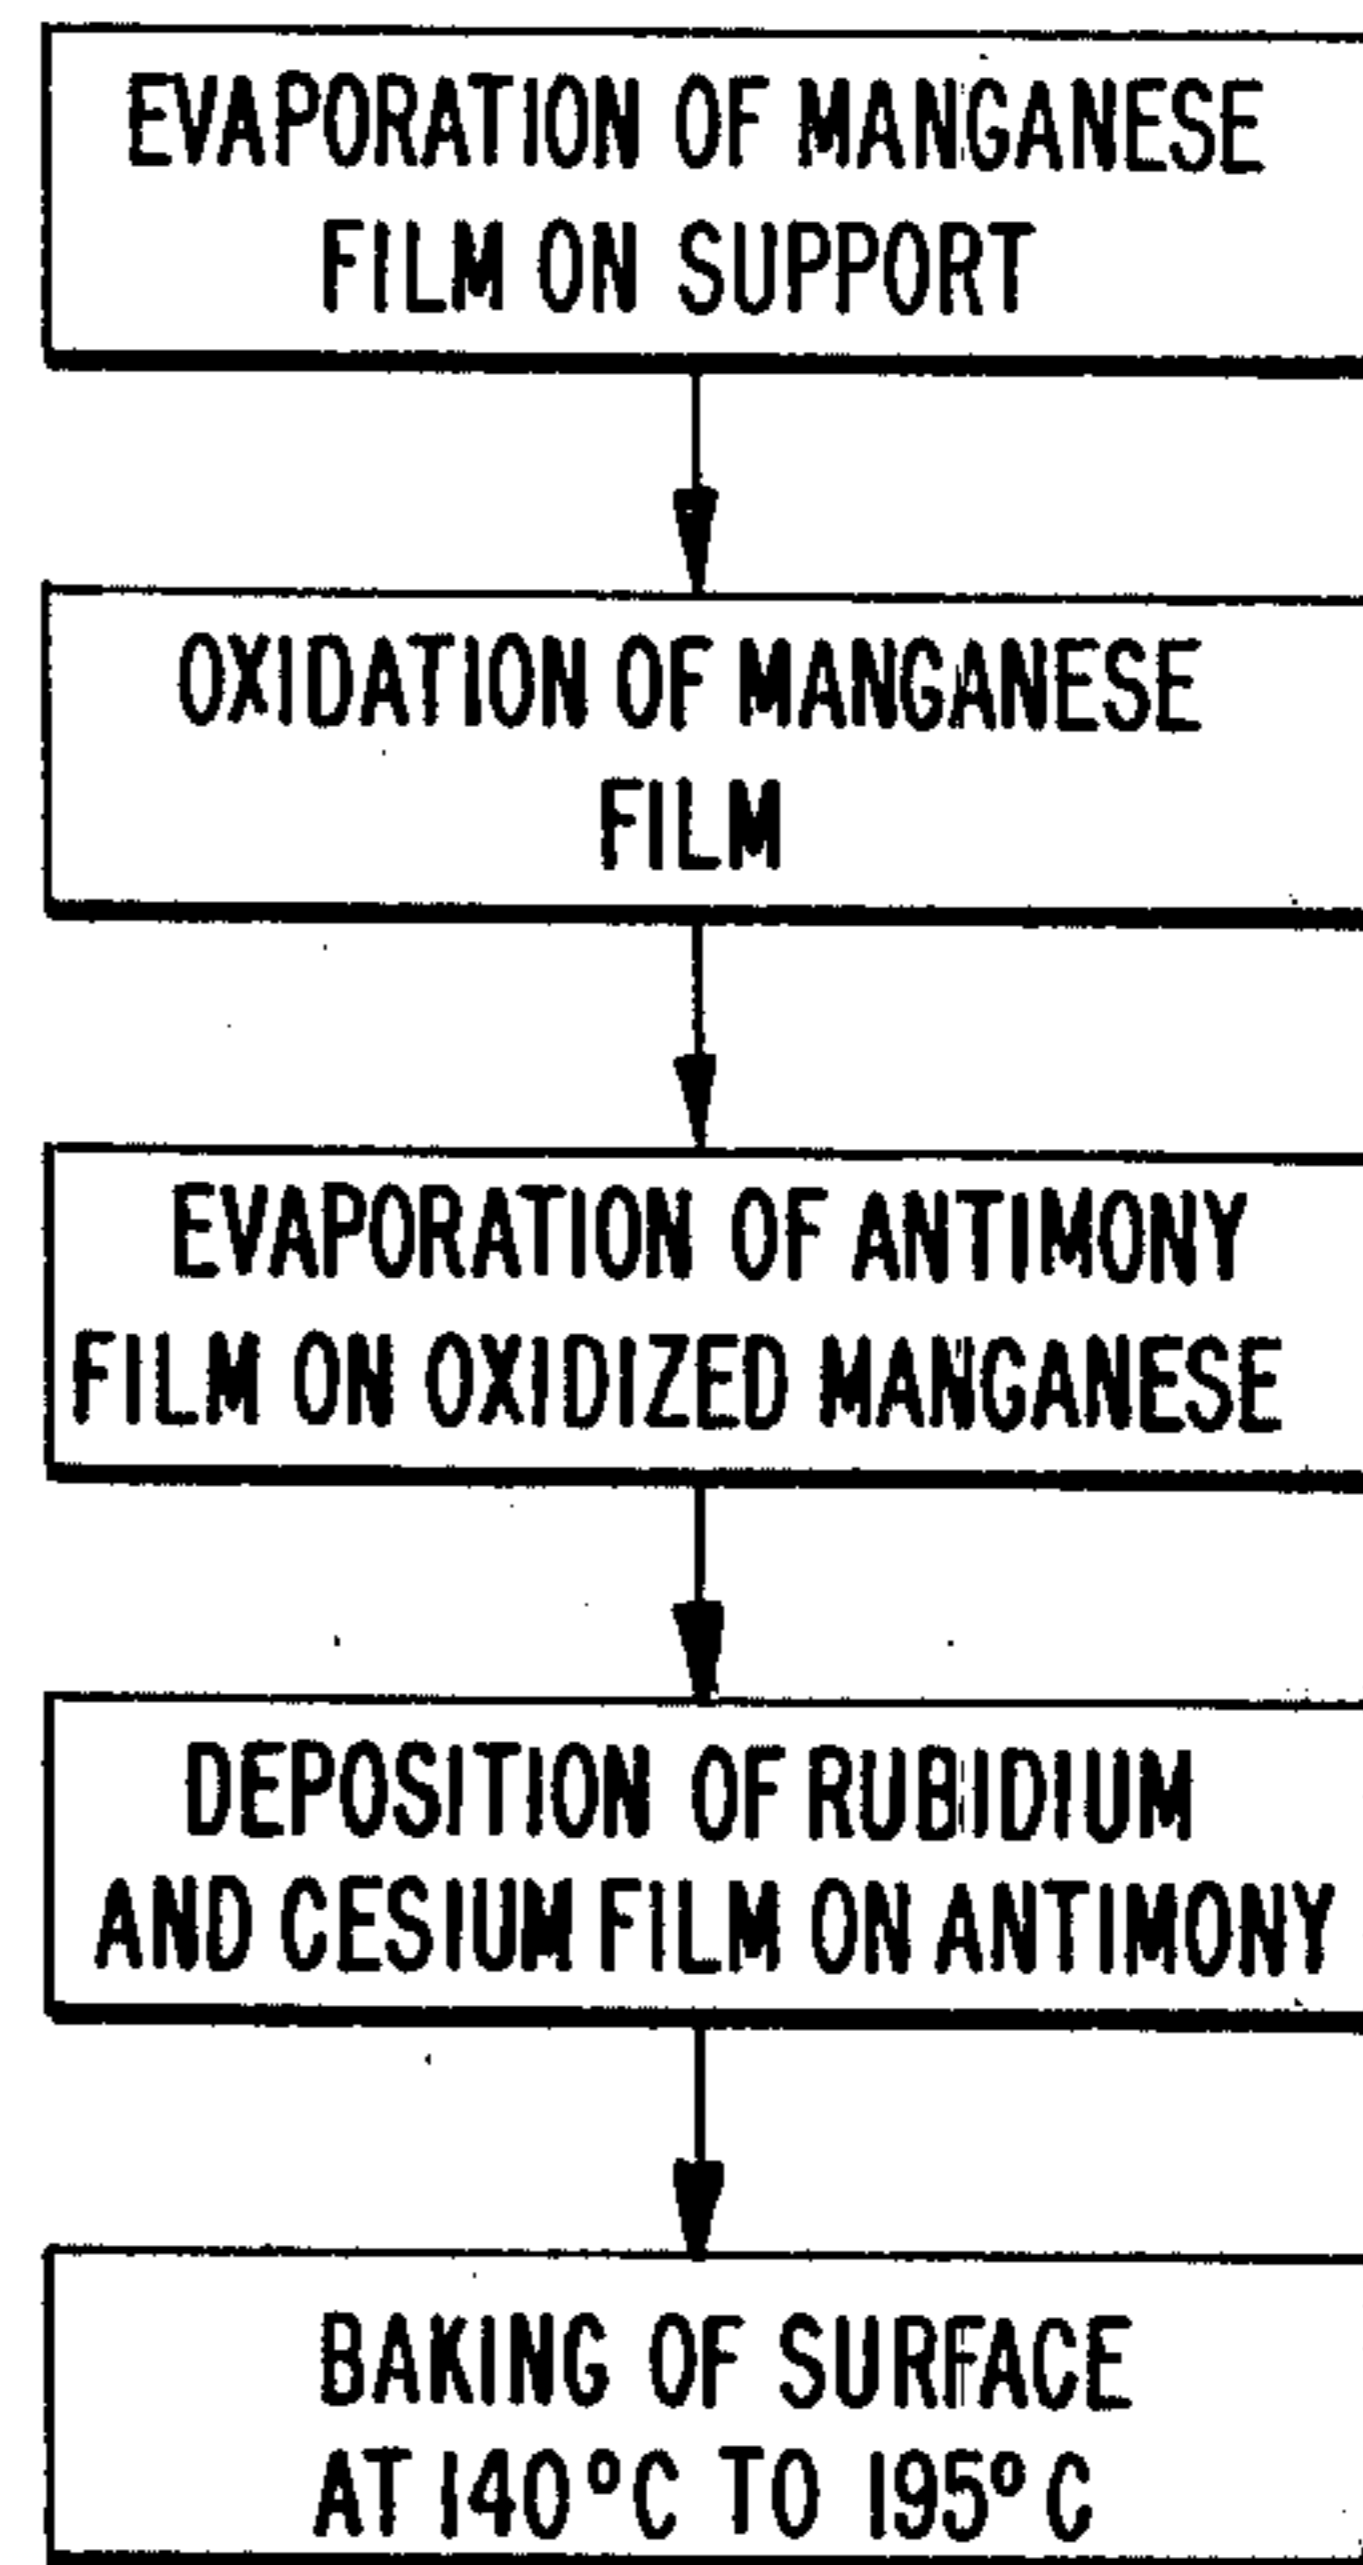 EVAPORATION OF MANGANESE
FILM ON SUPPORT
OXIDATION OF MANGANESE
FILM
EVAPORATION OF ANTIMONY
FILM ON OXIDIZED MANGANESE
DEPOSITION OF RUBIDIUM
AND CESIUM FILM ON ANTIMONY
BAKING OF SURFACE
AT 140°C TO 195°C